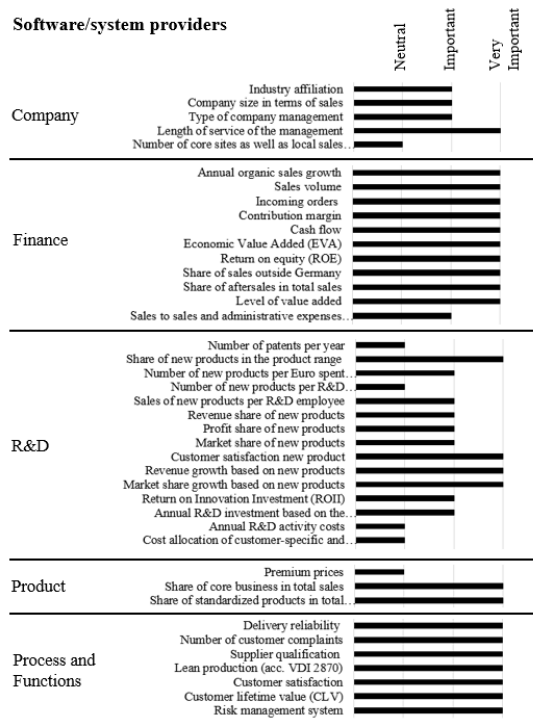 Software/system providers
Neutral
Important
Very
Important
Company
Industry affiliation
Company size in terms of sales
Type of company management
Length of service of the management
Number of core sites as well as local sales…
Finance
Annual organic sales growth
Sales volume
Incoming orders
Contribution margin
Cash flow
Economic Value Added (EVA)
Return on equity (ROE)
Share of sales outside Germany
Share of aftersales in total sales
Level of value added
Sales to sales and administrative expenses…
R&D
Number of patents per year
Share of new products in the product range
Number of new products per Euro spent…
Number of new products per R&D…
Sales of new products per R&D employee
Revenue share of new products
Profit share of new products
Market share of new products
Customer satisfaction new product
Revenue growth based on new products
Market share growth based on new products
Return on Innovation Investment (ROII)
Annual R&D investment based on the…
Annual R&D activity costs
Cost allocation of customer-specific and…
Product
Premium prices
Share of core business in total sales
Share of standardized products in total…
Process and
Functions
Delivery reliability
Number of customer complaints
Supplier qualification
Lean production (acc. VDI 2870)
Customer satisfaction
Customer lifetime value (CLV)
Risk management system